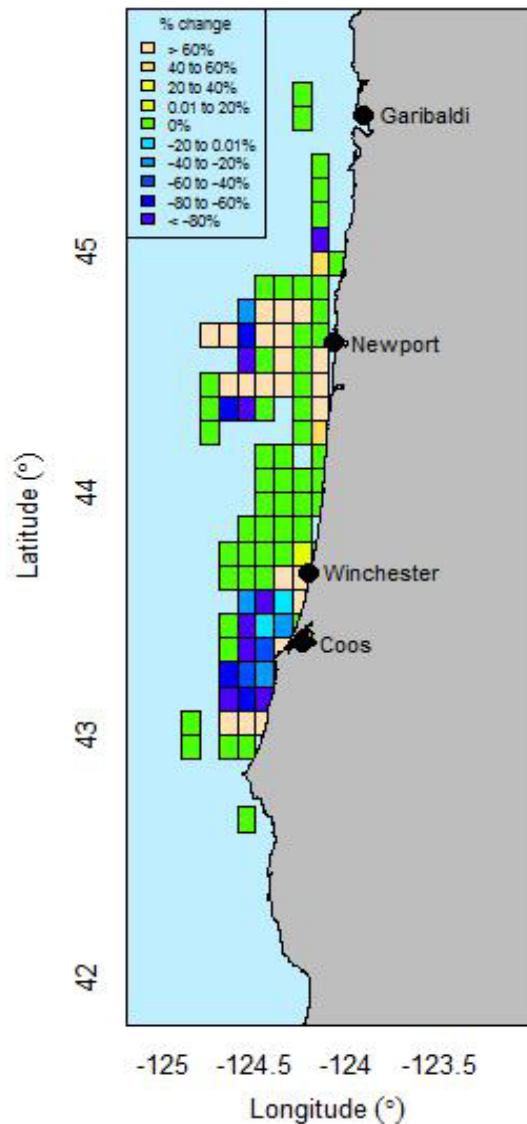 % change
> 60%
40 to 60%
20 to 40%
0.01 to 20%
0%
-20 to 0.01%
-40 to -20%
-60 to -40%
-80 to -60%
< -80%
Garibaldi
45
Newport
44
Latitude (°)
Winchester
Coos
43
42
-125 -124.5 -124 -123.5
Longitude (°)